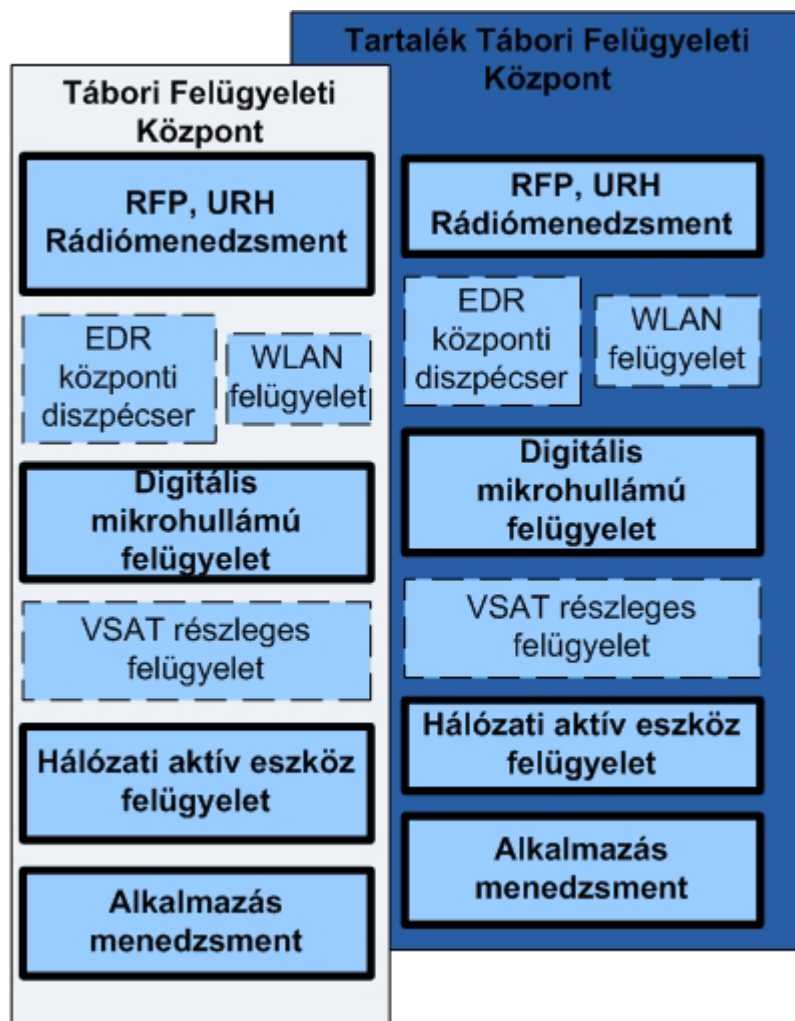 Tábori Felügyeleti
Központ
RFP, URH
Rádiómenedzsment
EDR
központi
diszpécser
WLAN
felügyelet
Digitális
mikrohullámú
felügyelet
VSAT részleges
felügyelet
Hálózati aktív eszköz
felügyelet
Alkalmazás
menedzsment
Tartalék Tábori Felügyeleti
Központ
RFP, URH
Rádiómenedzsment
EDR
központi
diszpécser
WLAN
felügyelet
Digitális
mikrohullámú
felügyelet
VSAT részleges
felügyelet
Hálózati aktív eszköz
felügyelet
Alkalmazás
menedzsment